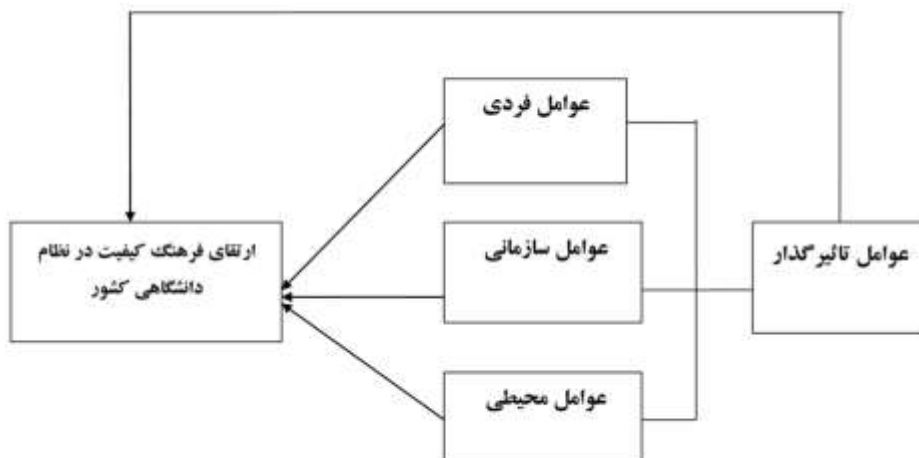 عوامل فردی
عوامل تاثیرگذار
عوامل سازمانی
ارتقای فرهنگ کیفیت در نظام
دانشگاهی کشور
عوامل محیطی